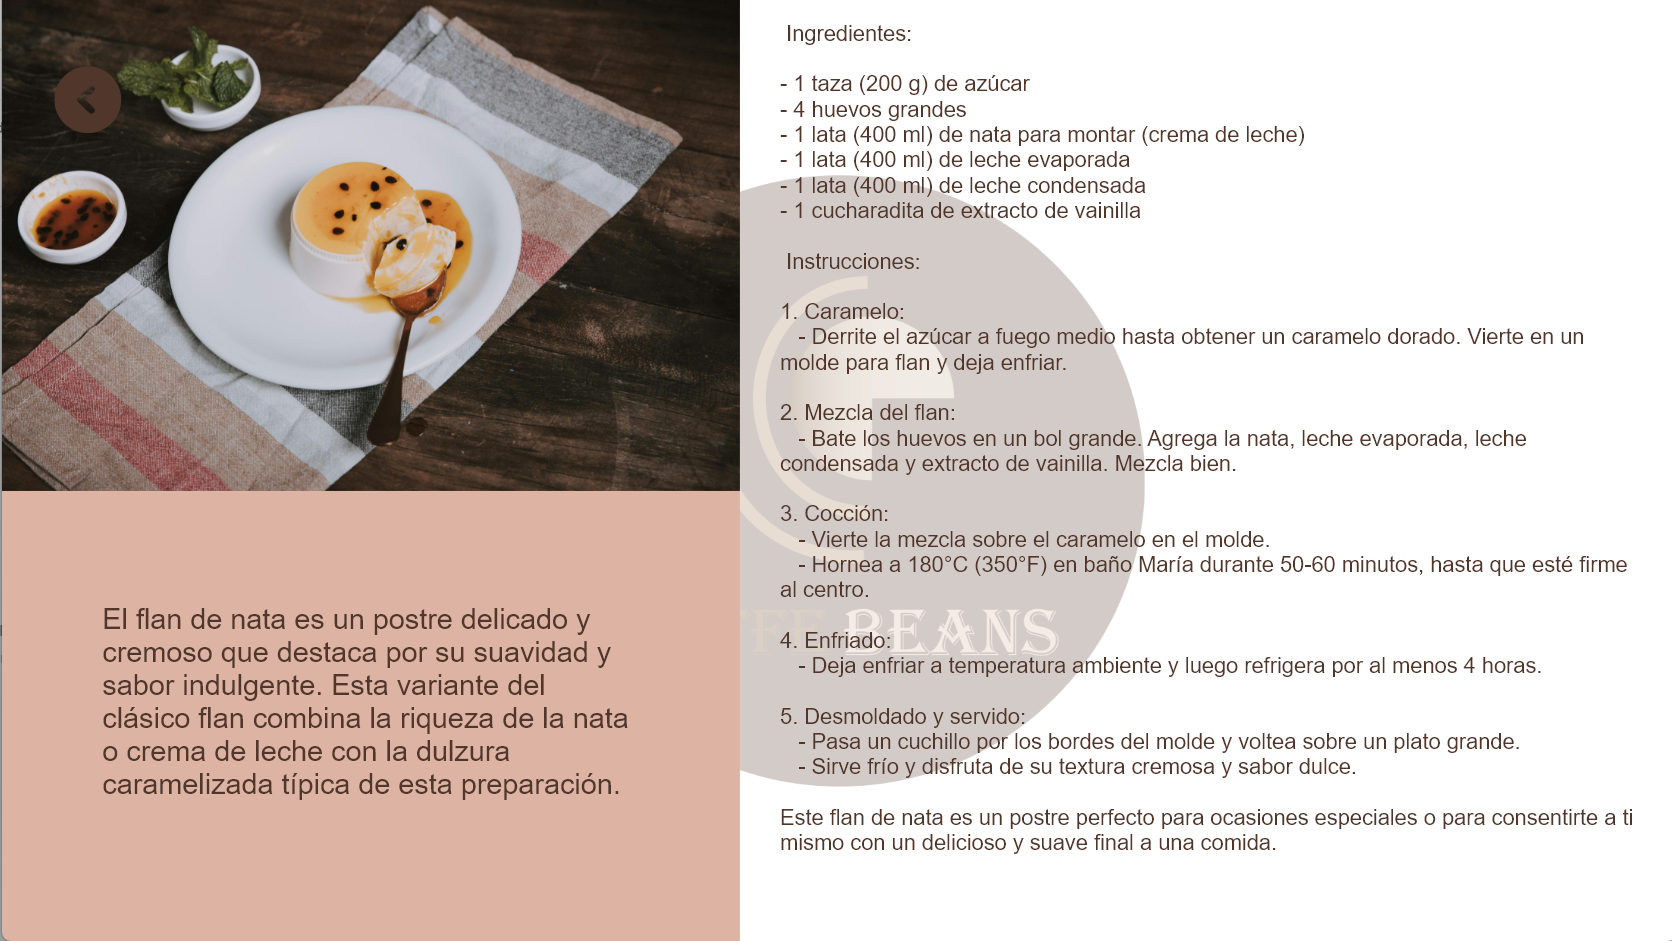 Ingredientes:
- 1 taza (200 g) de azúcar
- 4 huevos grandes
- 1 lata (400 ml) de nata para montar (crema de leche)
- 1 lata (400 ml) de leche evaporada
- 1 lata (400 ml) de leche condensada
- 1 cucharadita de extracto de vainilla
Instrucciones:
1. Caramelo:
- Derrite el azúcar a fuego medio hasta obtener un caramelo dorado. Vierte en un
molde para flan y deja enfriar.
2. Mezcla del flan:
- Bate los huevos en un bol grande. Agrega la nata, leche evaporada, leche
condensada y extracto de vainilla. Mezcla bien.
3. Cocción:
- Vierte la mezcla sobre el caramelo en el molde.
- Hornea a 180°C (350°F) en baño María durante 50-60 minutos, hasta que esté firme
al centro.
BEANS
4. Enfriado:
- Deja enfriar a temperatura ambiente y luego refrigera por al menos 4 horas.
5. Desmoldado y servido:
- Pasa un cuchillo por los bordes del molde y voltea sobre un plato grande.
- Sirve frío y disfruta de su textura cremosa y sabor dulce.
Este flan de nata es un postre perfecto para ocasiones especiales o para consentirte a ti
mismo con un delicioso y suave final a una comida.
El flan de nata es un postre delicado y
cremoso que destaca por su suavidad y
sabor indulgente. Esta variante del
clásico flan combina la riqueza de la nata
o crema de leche con la dulzura
caramelizada típica de esta preparación.